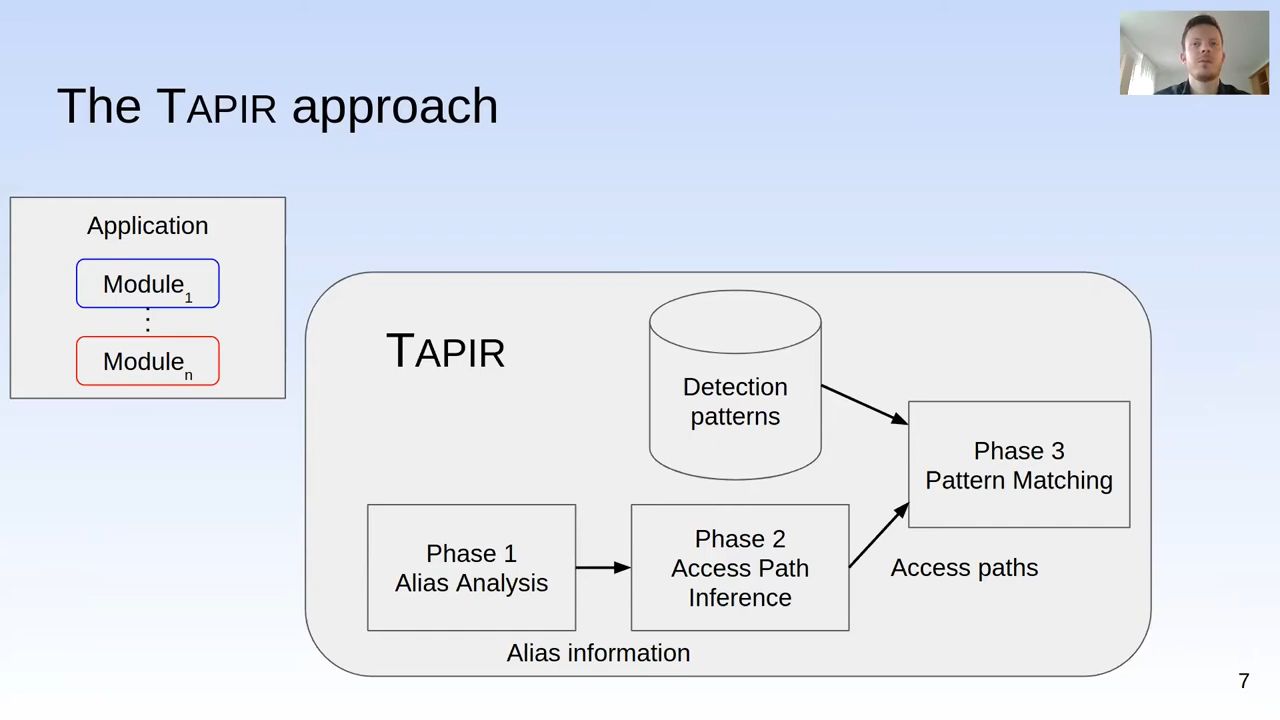 The TAPIR approach
Application
Module1
⋮
Modulen
TAPIR
Detection
patterns
Phase 3
Pattern Matching
Phase 1
Alias Analysis
Phase 2
Access Path
Inference
Access paths
Alias information
7